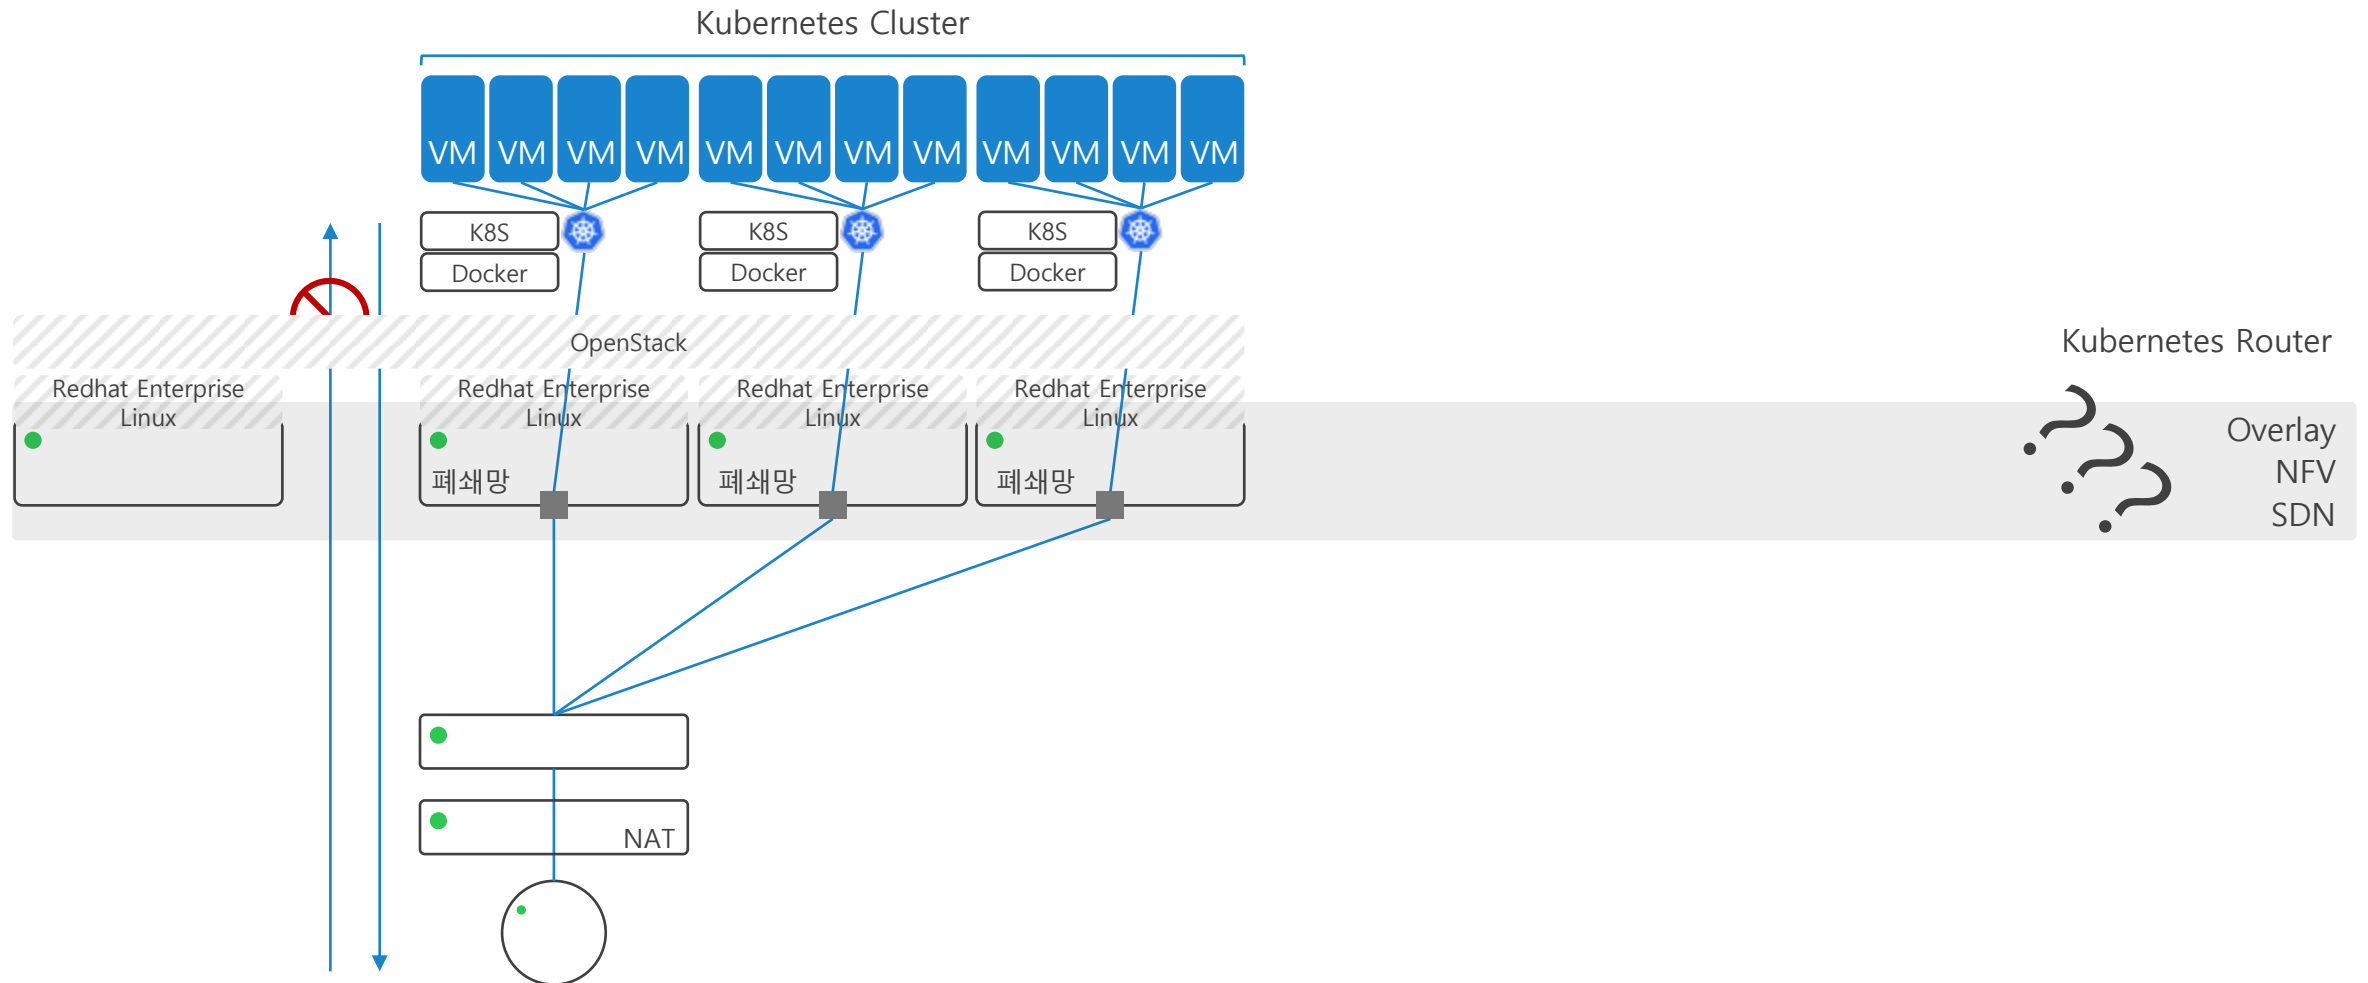 Kubernetes Cluster
VM VM VM VM VM VM VM VM VM VM VM VM
K8S K8S K8S
Docker Docker Docker
OpenStack
Kubernetes Router
Redhat Enterprise
Linux
Redhat Enterprise
Linux
Redhat Enterprise
Linux
Redhat Enterprise
Linux
폐쇄망 폐쇄망 폐쇄망
???
Overlay
NFV
SDN
NAT